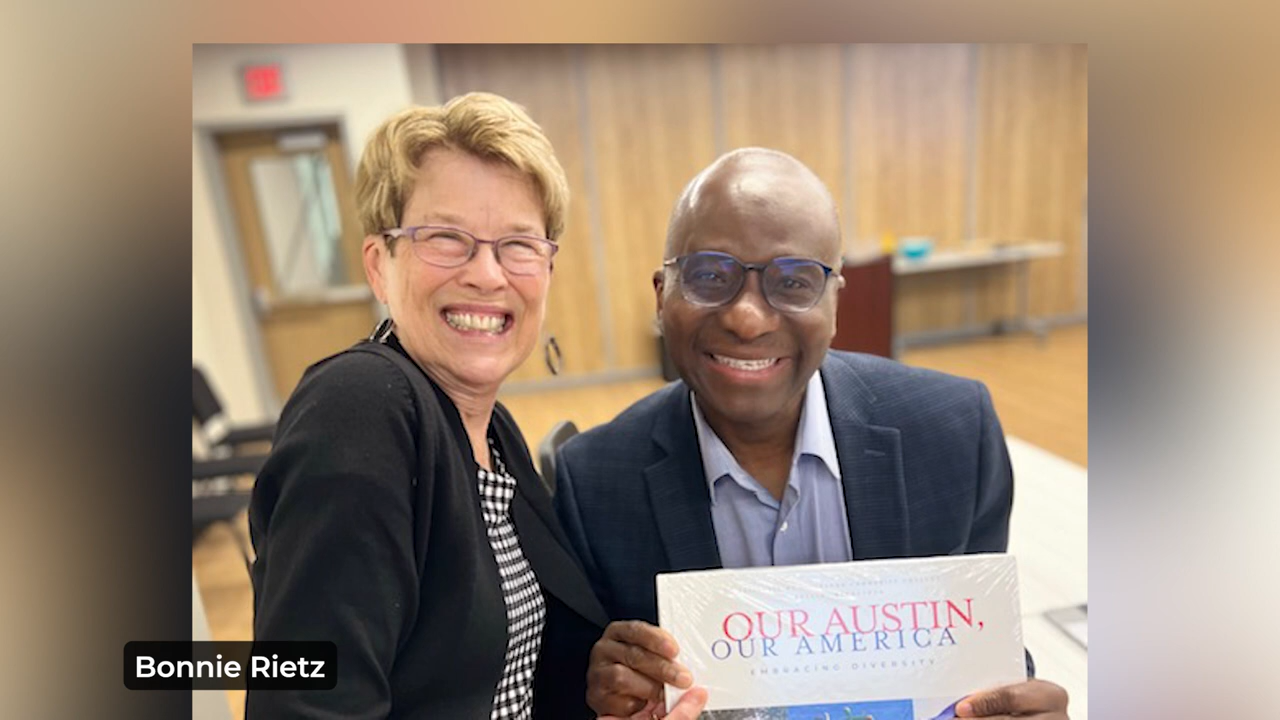 OUR AUSTIN,
OUR AMERICA
EMBRACING DIVERSITY
Bonnie Rietz